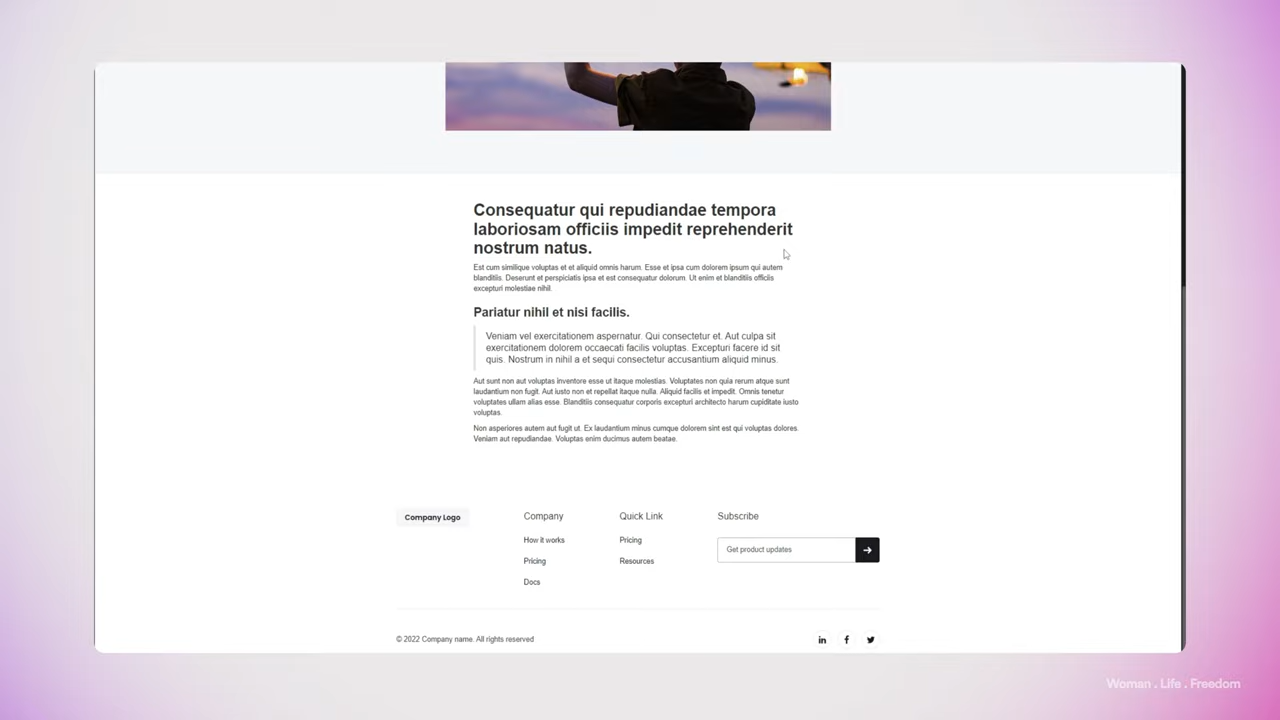 Consequatur qui repudiandae tempora
laboriosam officiis impedit reprehenderit
nostrum natus.
Est cum similique voluptas et et aliquid omnis harum. Esse et ipsa cum dolorem ipsum qui autem
blanditiis. Deserunt et perspiciatis ipsa et est consequatur dolorum. Ut enim et blanditiis officiis
excepturi molestiae nihil.
Pariatur nihil et nisi facilis.
Veniam vel exercitationem aspernatur. Qui consectetur et. Aut culpa sit
exercitationem dolorem occaecati facilis voluptas. Excepturi facere id sit
quis. Nostrum in nihil a et sequi consectetur accusantium aliquid minus.
Aut sunt non aut voluptas inventore esse ut itaque molestias. Voluptates non quia rerum atque sunt
laudantium non fugit. Aut iusto non et repellat itaque nulla. Aliquid facilis et impedit. Omnis tenetur
voluptates ullam alias esse. Blanditiis consequatur corporis excepturi architecto harum cupiditate iusto
voluptas.
Non asperiores autem aut fugit ut. Ex laudantium minus cumque dolorem sint est qui voluptas dolores.
Veniam aut repudiandae. Voluptas enim ducimus autem beatae.
Company Logo
Company
How it works
Pricing
Docs
Quick Link
Pricing
Resources
Subscribe
Get product updates
© 2022 Company name. All rights reserved
Woman . Life . Freedom